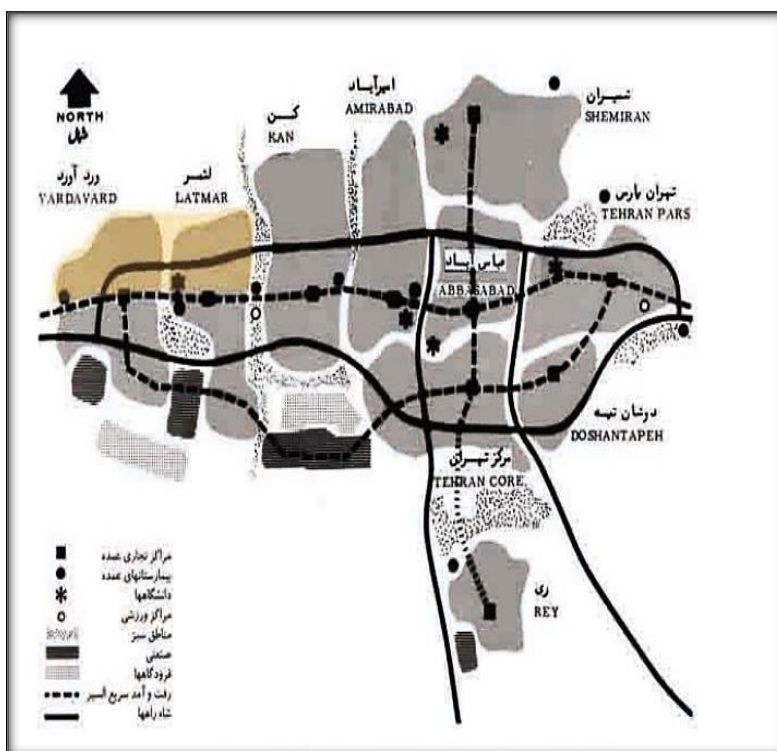 NORTH
شمال
ورد آورد
VARDAVARD
لتمر
LATMAR
کن
KAN
امیرآباد
AMIRABAD
شمیران
SHEMIRAN
تهران پارس
TEHRAN PARS
عباس آباد
ABBASABAD
دوشان تپه
DOSHANTAPEH
مرکز تهران
TEHRAN CORE
ری
REY
مراکز تجاری عمده
بیمارستانهای عمده
دانشگاهها
مراکز ورزشی
مناطق سبز
صنعتی
فرودگاهها
رفت و آمد سریع السیر
شاه راهها